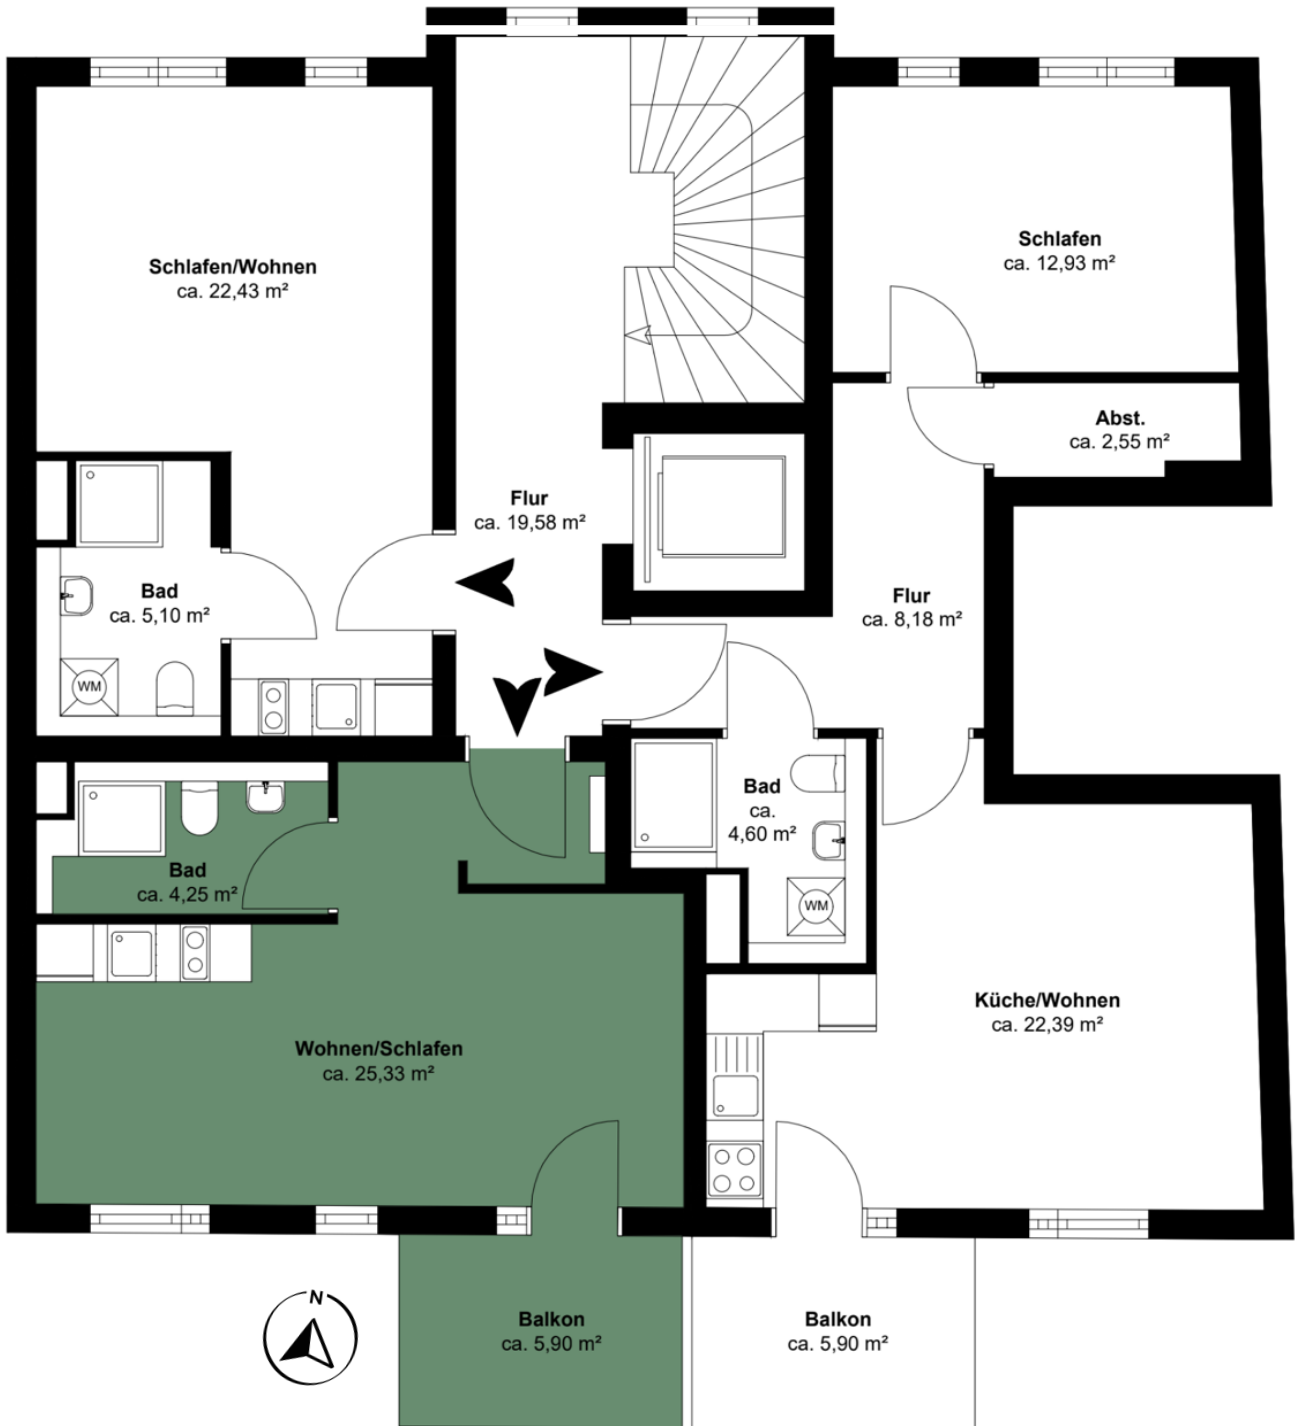 Schlafen/Wohnen
ca. 22,43 m²
Schlafen
ca. 12,93 m²
Abst.
ca. 2,55 m²
Flur
ca. 19,58 m²
Bad
ca. 5,10 m²
Flur
ca. 8,18 m²
WM
Bad
ca.
4,60 m²
Bad
ca. 4,25 m²
WM
Küche/Wohnen
ca. 22,39 m²
Wohnen/Schlafen
ca. 25,33 m²
N
Balkon
ca. 5,90 m²
Balkon
ca. 5,90 m²